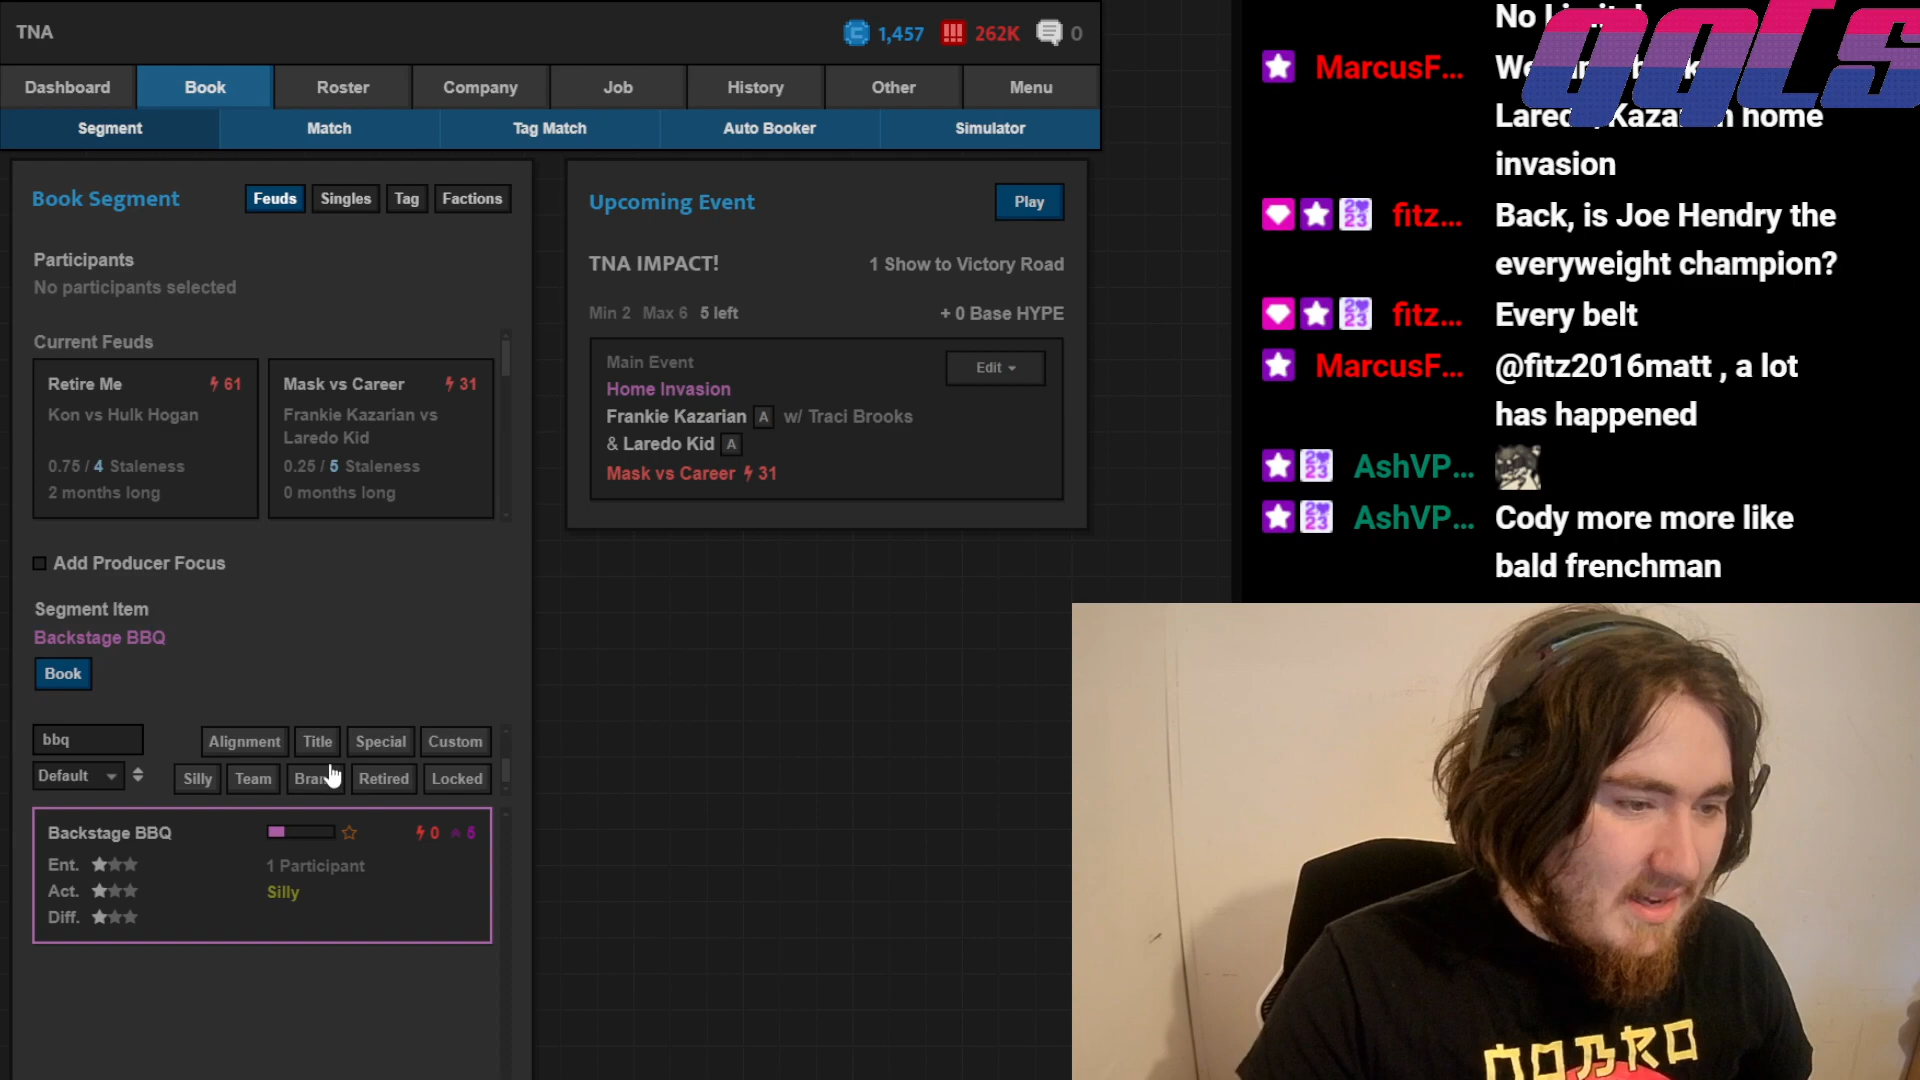 TNA
1,457
262K
0
Dashboard
Book
Roster
Company
Job
History
Other
Menu
Segment
Match
Tag Match
Auto Booker
Simulator
Book Segment
Feuds
Singles
Tag
Factions
Participants
No participants selected
Current Feuds
Retire Me 61
Kon vs Hulk Hogan
0.75 / 4 Staleness
2 months long
Mask vs Career 31
Frankie Kazarian vs
Laredo Kid
0.25 / 5 Staleness
0 months long
Add Producer Focus
Segment Item
Backstage BBQ
Book
bbq
Alignment
Title
Special
Custom
Default
Silly
Team
Retired
Locked
Backstage BBQ
0
5
Ent.
1 Participant
Act.
Silly
Diff.
Upcoming Event
Play
TNA IMPACT!
1 Show to Victory Road
Min 2 Max 6 5 left
+ 0 Base HYPE
Main Event
Edit
Home Invasion
Frankie Kazarian A w/ Traci Brooks
& Laredo Kid A
Mask vs Career 31
MarcusF...
home
invasion
fitz... Back, is Joe Hendry the
everyweight champion?
fitz... Every belt
MarcusF... @fitz2016matt , a lot
has happened
AshVP...
AshVP... Cody more more like
bald frenchman